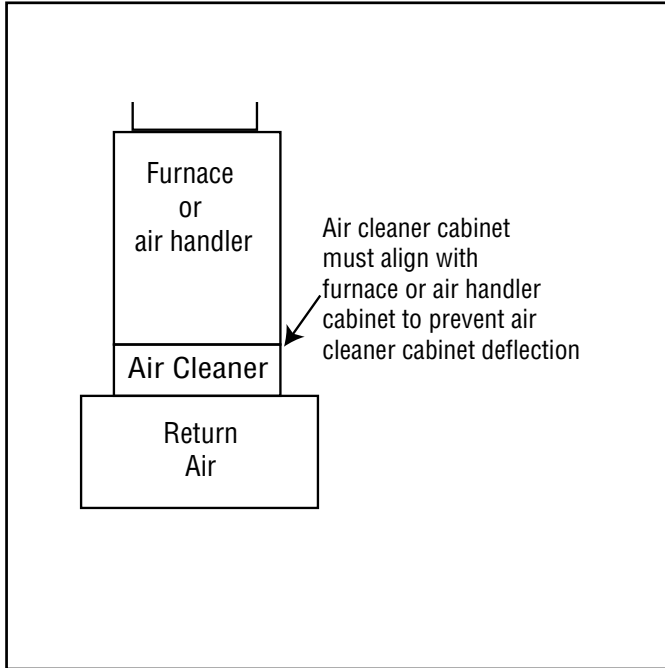 Furnace
or
air handler
Air cleaner cabinet
must align with
furnace or air handler
cabinet to prevent air
cleaner cabinet deflection
Air Cleaner
Return
Air